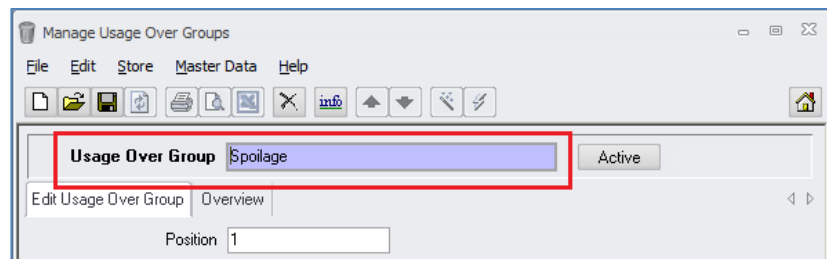 Manage Usage Over Groups
File Edit Store Master Data Help
info
Usage Over Group Spoilage Active
Edit Usage Over Group Overview
Position 1